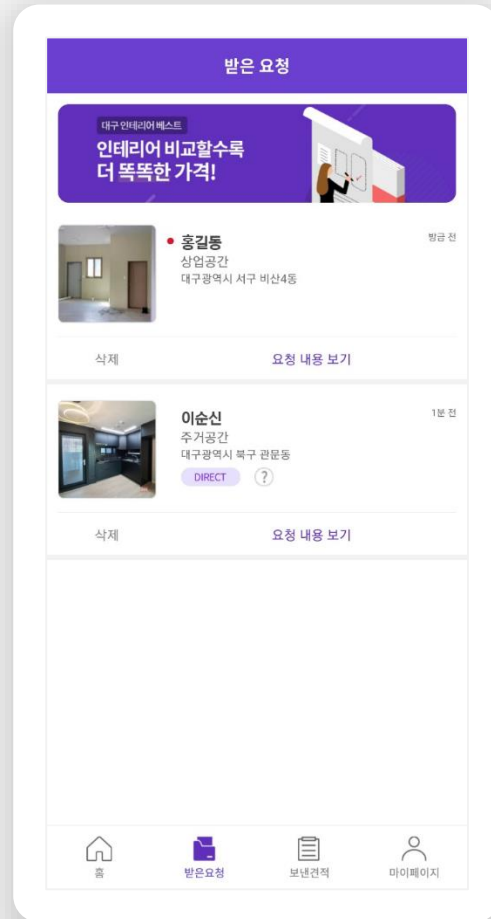 받은 요청
대구 인테리어 베스트
인테리어 비교할수록
더 똑똑한 가격!
홍길동
방금 전
상업공간
대구광역시 서구 비산4동
삭제
요청 내용 보기
이순신
1분 전
주거공간
대구광역시 북구 관문동
DIRECT ?
삭제
요청 내용 보기
홈
받은요청
보낸견적
마이페이지